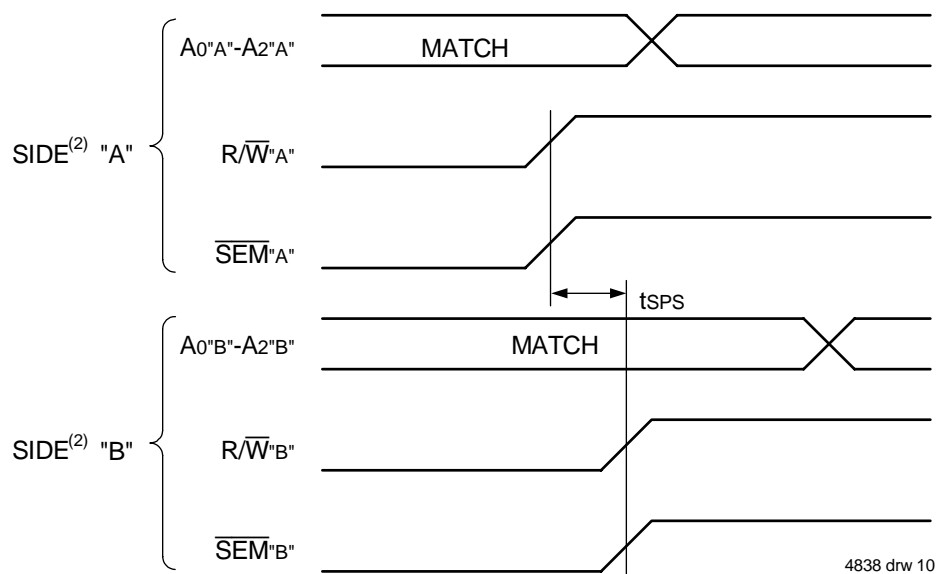 A0"A"-A2"A"
MATCH
SIDE(2) "A"
R/W"A"
SEM"A"
tSPS
A0"B"-A2"B"
MATCH
SIDE(2) "B"
R/W"B"
SEM"B"
4838 drw 10